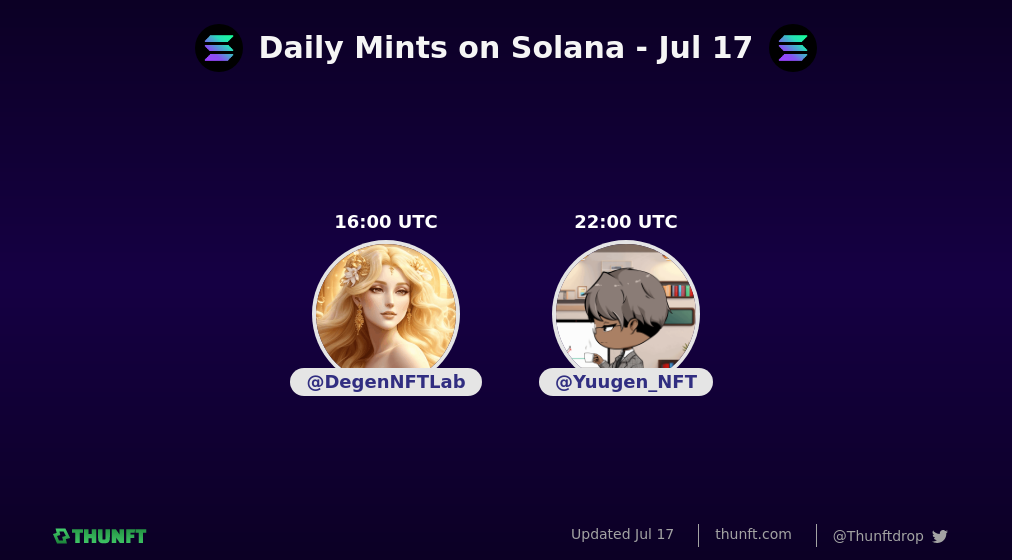 Daily Mints on Solana - Jul 17
16:00 UTC
22:00 UTC
@DegenNFTLab
@Yuugen_NFT
THUNFT
Updated Jul 17
thunft.com
@Thunftdrop